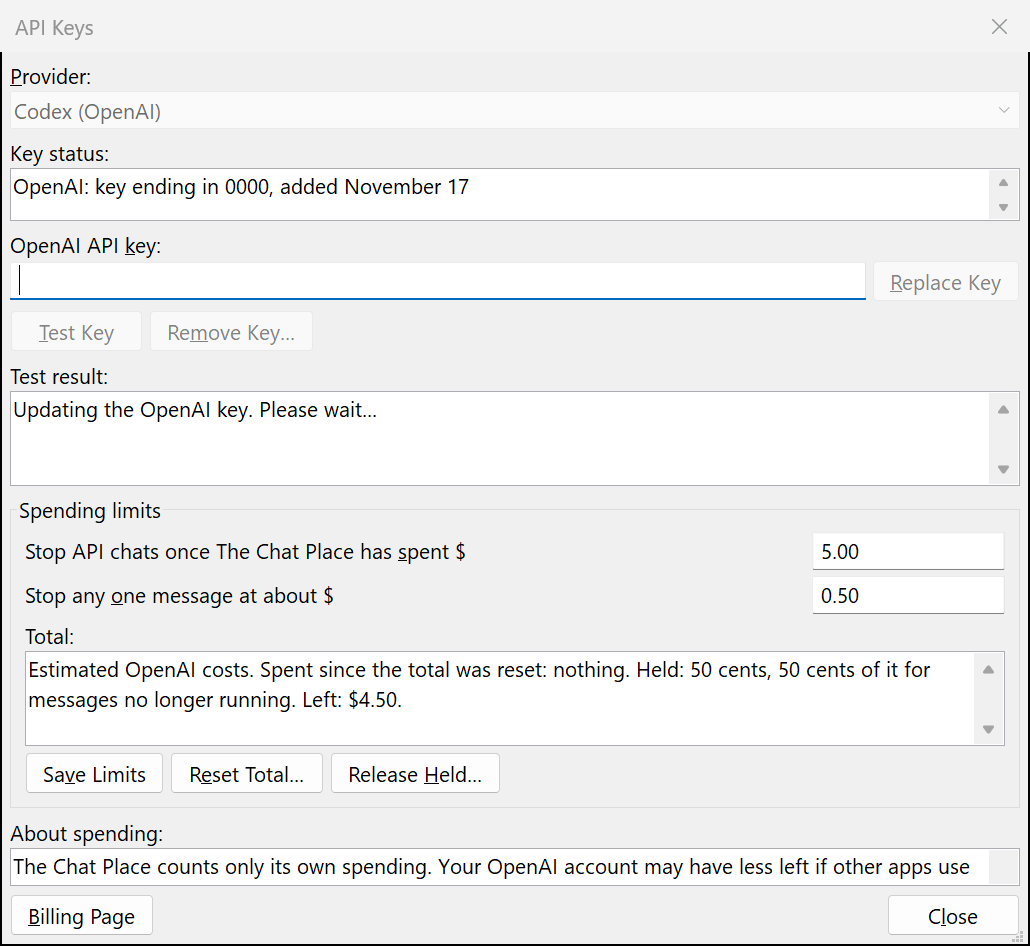 API Keys
Provider:
Codex (OpenAI)
Key status:
OpenAI: key ending in 0000, added November 17
OpenAI API key:
Replace Key
Test Key
Remove Key...
Test result:
Updating the OpenAI key. Please wait...
Spending limits
Stop API chats once The Chat Place has spent $
5.00
Stop any one message at about $
0.50
Total:
Estimated OpenAI costs. Spent since the total was reset: nothing. Held: 50 cents, 50 cents of it for
messages no longer running. Left: $4.50.
Save Limits
Reset Total...
Release Held...
About spending:
The Chat Place counts only its own spending. Your OpenAI account may have less left if other apps use
Billing Page
Close